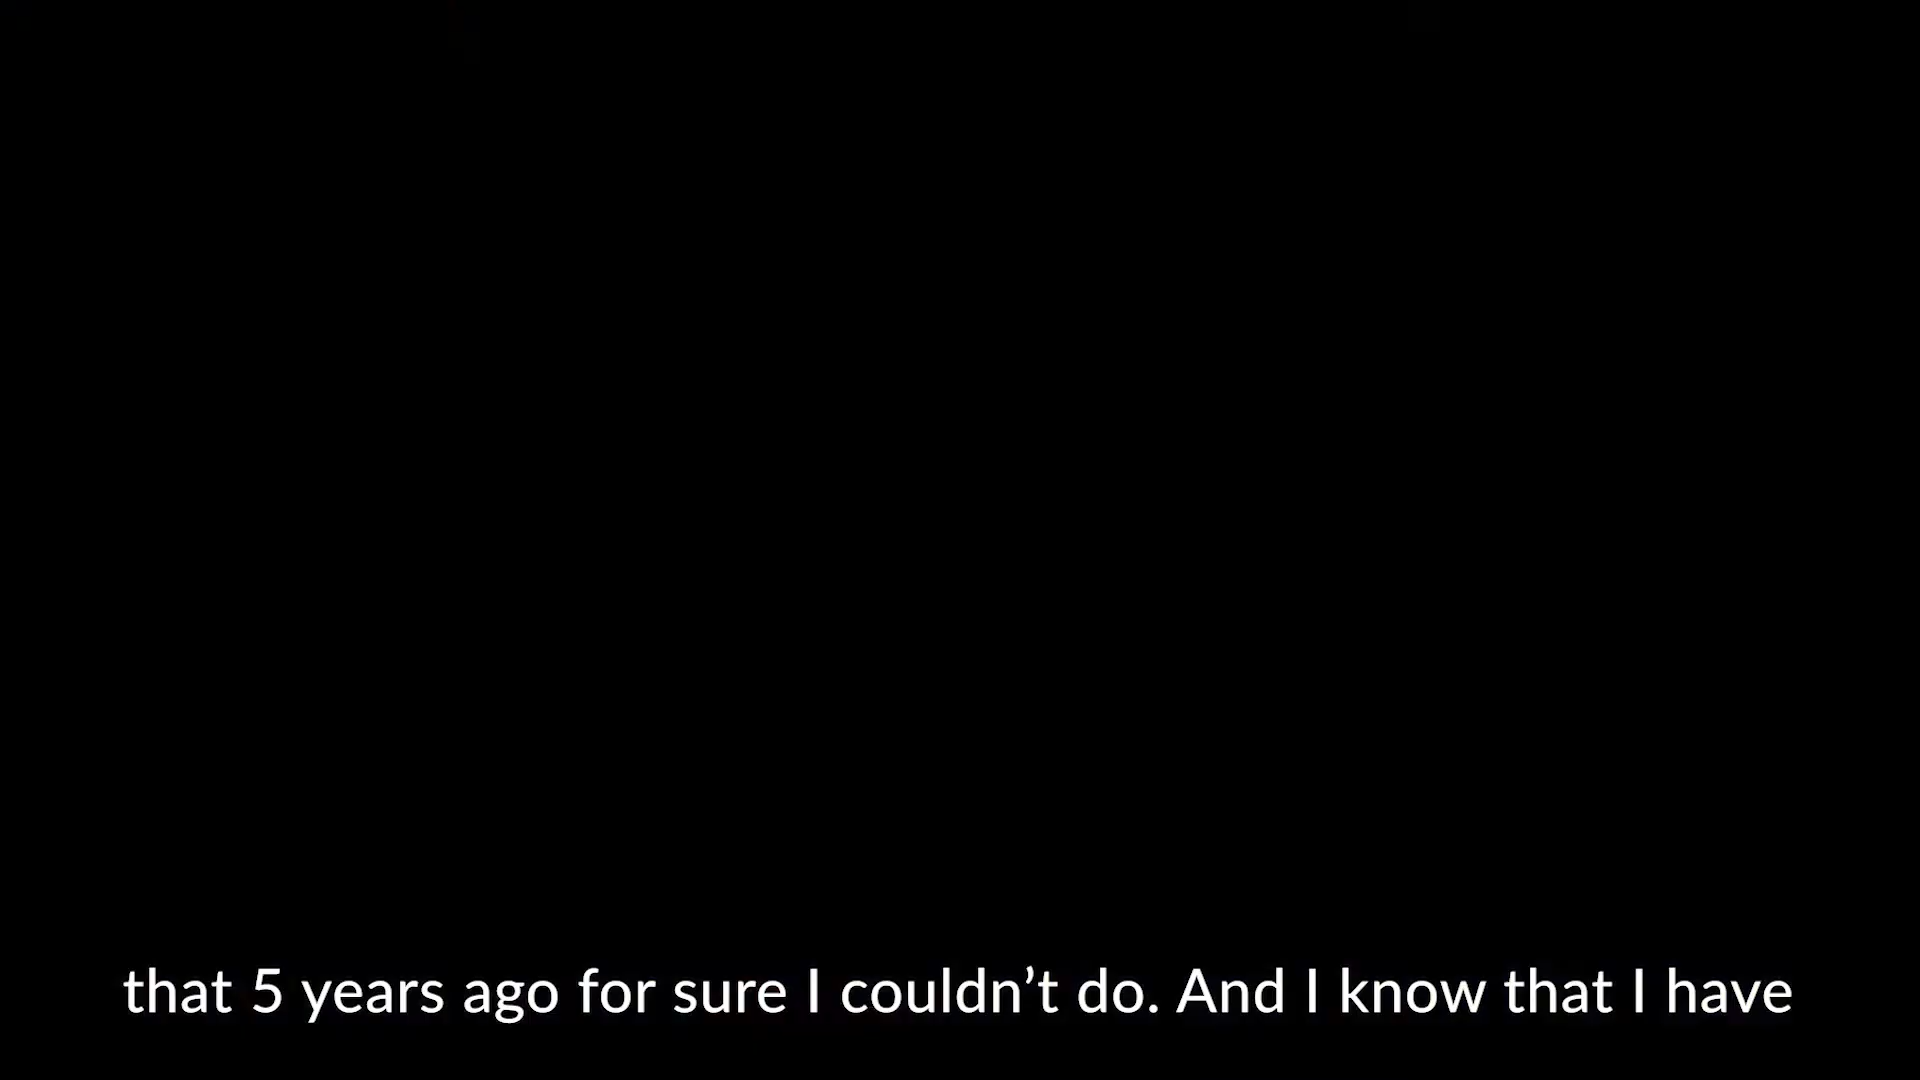 that 5 years ago for sure I couldn’t do. And I know that I have